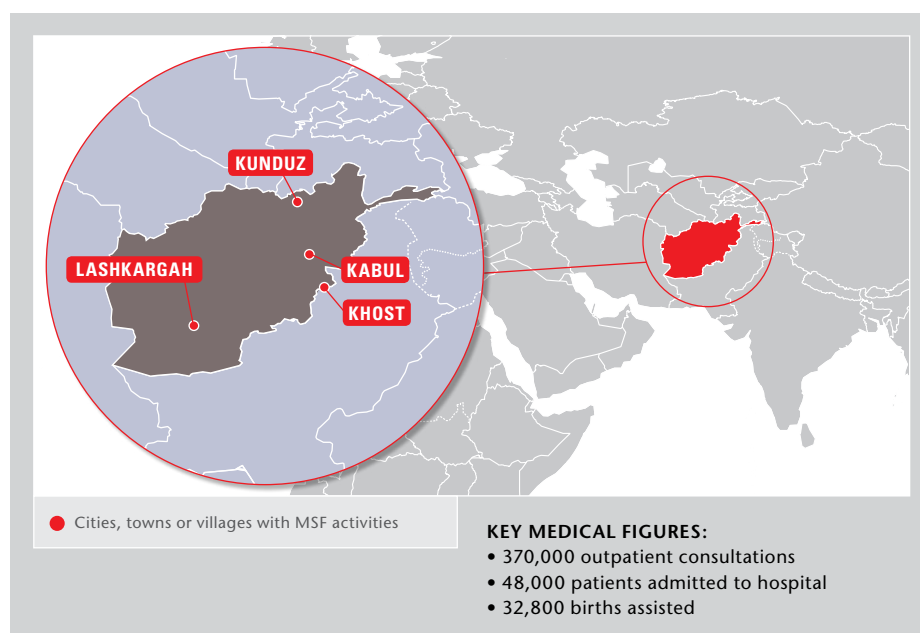 KUNDUZ
LASHKARGAH
KABUL
KHOST
Cities, towns or villages with MSF activities
KEY MEDICAL FIGURES:
• 370,000 outpatient consultations
• 48,000 patients admitted to hospital
• 32,800 births assisted